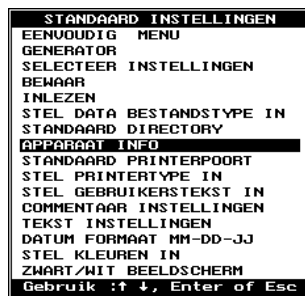 STANDAARD INSTELLINGEN
EENVOUDIG MENU
GENERATOR
SELECTEER INSTELLINGEN
BEWAAR
INLEZEN
STEL DATA BESTANDSTYPE IN
STANDAARD DIRECTORY
APPARAAT INFO
STANDAARD PRINTERPOORT
STEL PRINTERTYPE IN
STEL GEBRUIKERSTEKST IN
COMMENTAAR INSTELLINGEN
TEKST INSTELLINGEN
DATUM FORMAAT MM-DD-JJ
STEL KLEUREN IN
ZWART/WIT BEELDSCHERM
Gebruik :↑ ↓, Enter of Esc